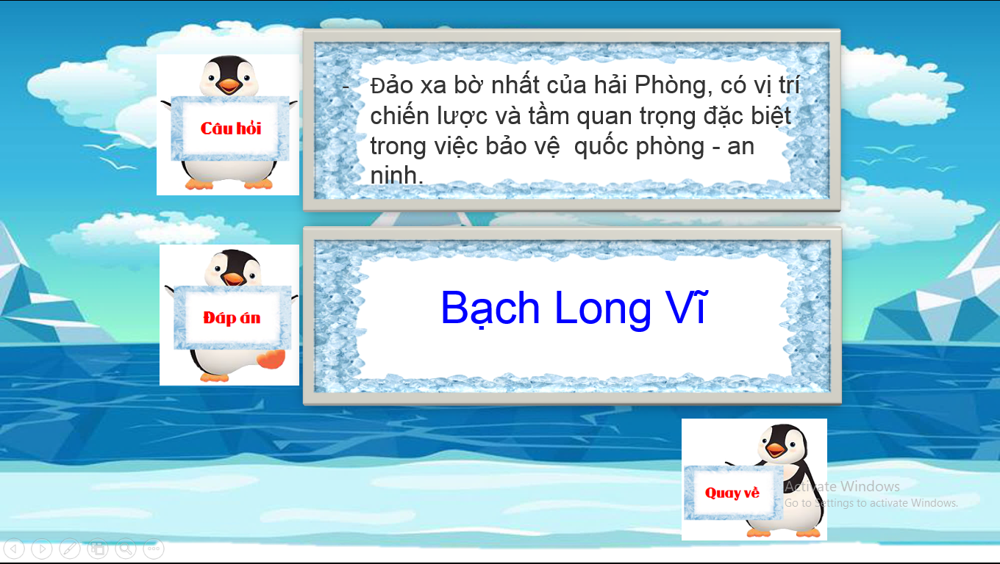 Câu hỏi
- Đảo xa bờ nhất của hải Phòng, có vị trí
chiến lược và tầm quan trọng đặc biệt
trong việc bảo vệ  quốc phòng - an
ninh.
Đáp án
Bạch Long Vĩ
Quay về
Activate Windows
Go to Settings to activate Windows.